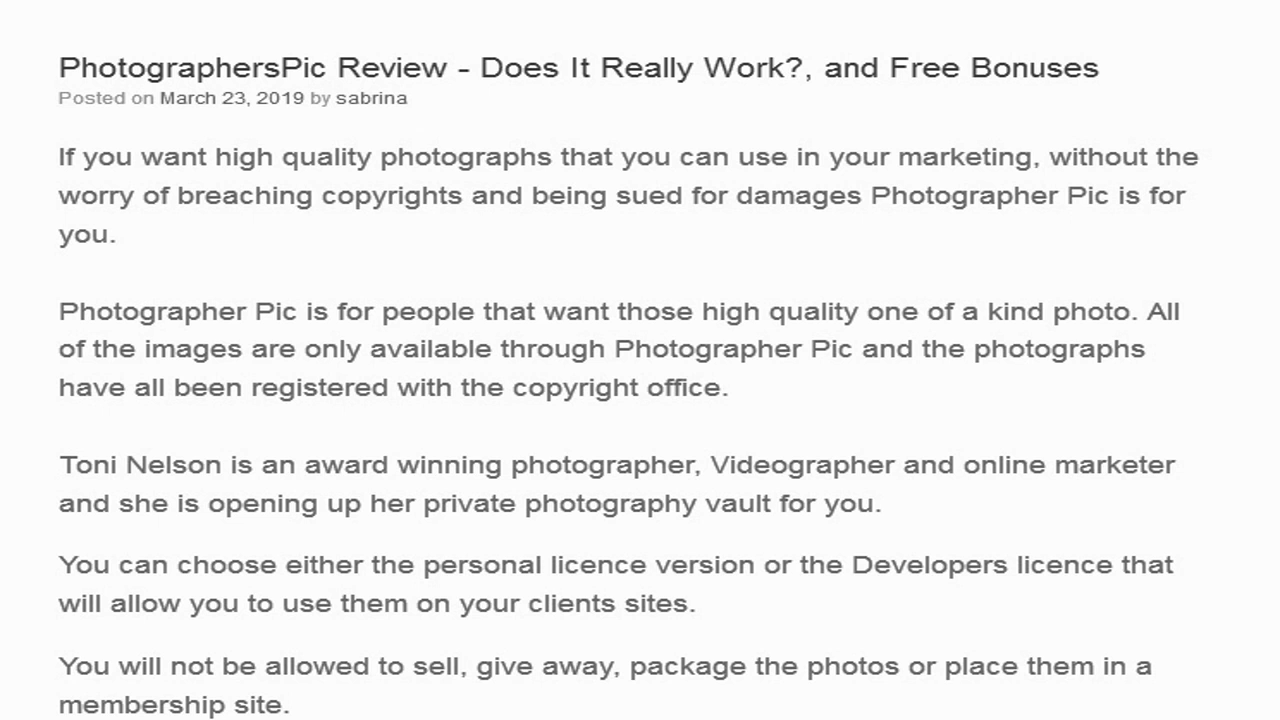 PhotographersPic Review - Does It Really Work?, and Free Bonuses
Posted on March 23, 2019 by sabrina
If you want high quality photographs that you can use in your marketing, without the
worry of breaching copyrights and being sued for damages Photographer Pic is for
you.
Photographer Pic is for people that want those high quality one of a kind photo. All
of the images are only available through Photographer Pic and the photographs
have all been registered with the copyright office.
Toni Nelson is an award winning photographer, Videographer and online marketer
and she is opening up her private photography vault for you.
You can choose either the personal licence version or the Developers licence that
will allow you to use them on your clients sites.
You will not be allowed to sell, give away, package the photos or place them in a
membership site.